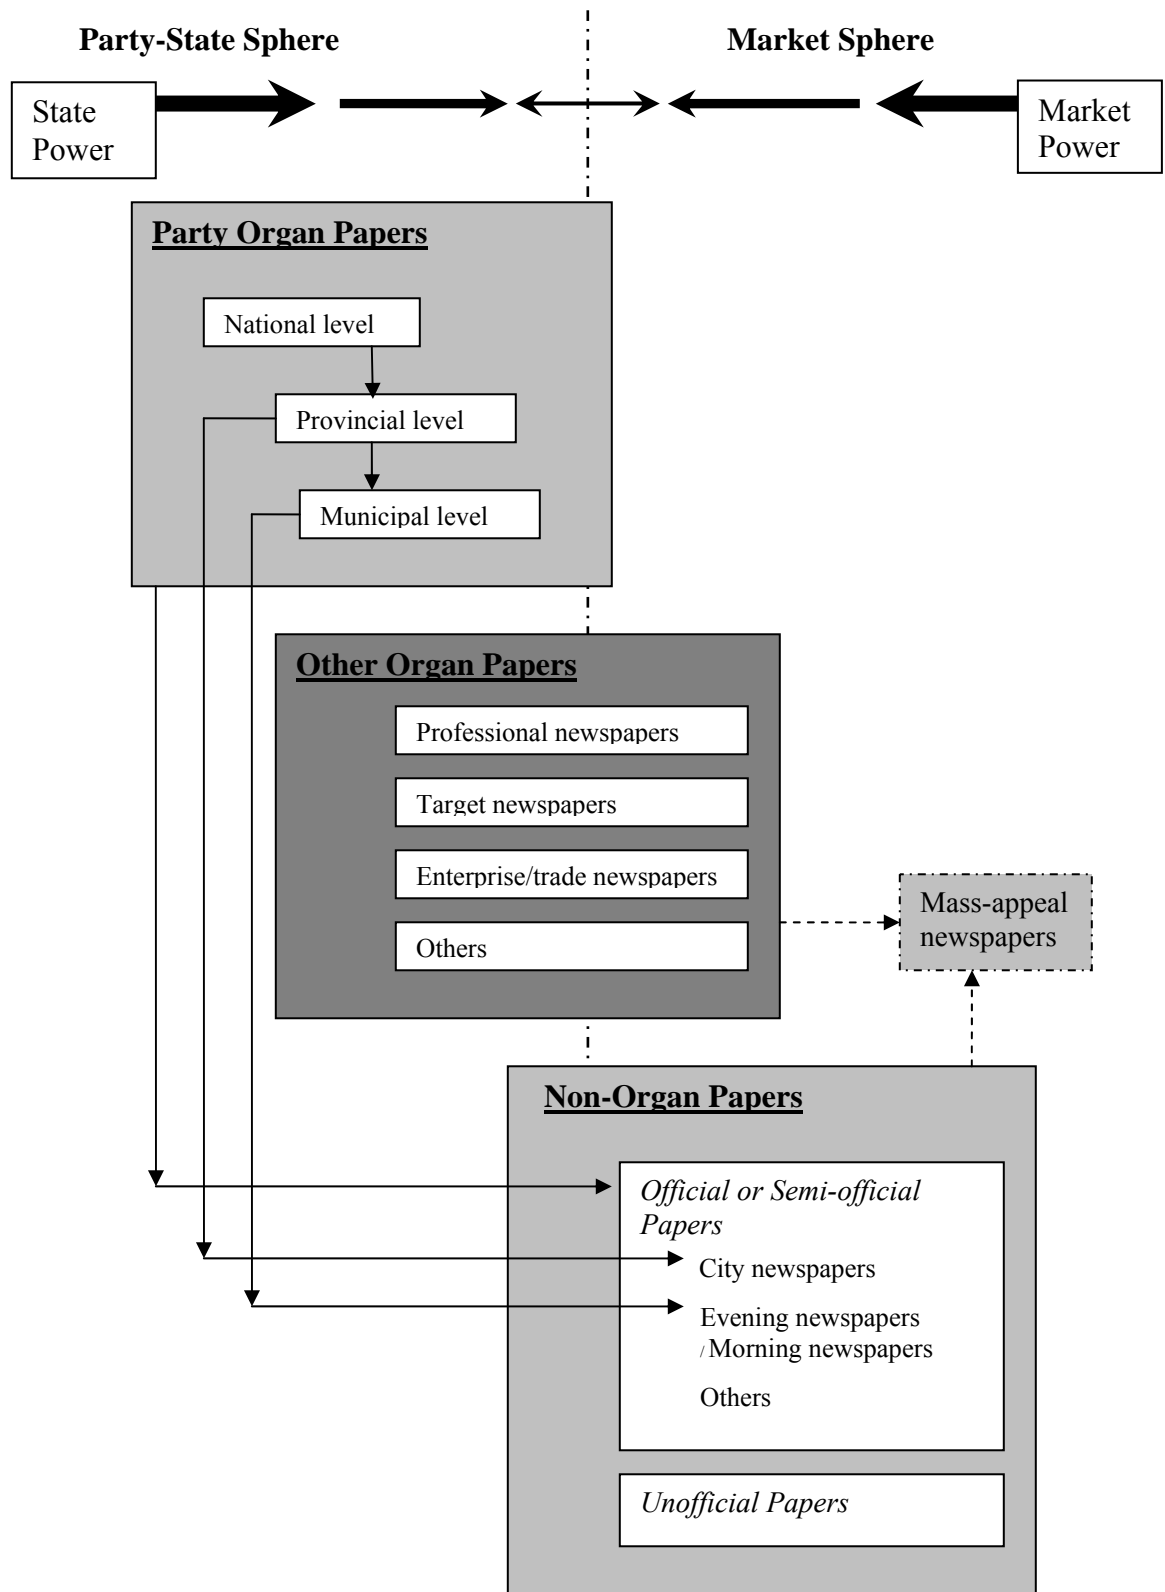 Party-State Sphere
Market Sphere
State
Power
Market
Power
Party Organ Papers
National level
Provincial level
Municipal level
Other Organ Papers
Professional newspapers
Target newspapers
Enterprise/trade newspapers
Others
Mass-appeal
newspapers
Non-Organ Papers
Official or Semi-official
Papers
City newspapers
Evening newspapers
/ Morning newspapers
Others
Unofficial Papers